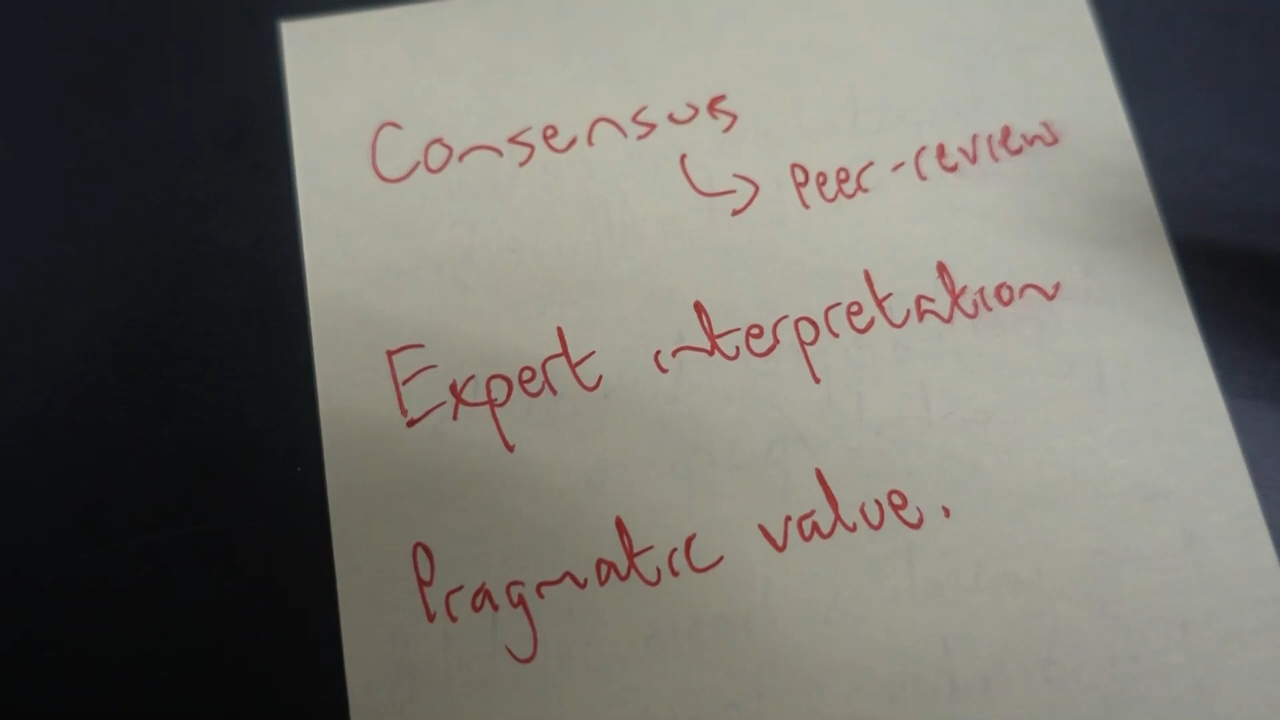 Consensus
↳ Peer-review
Expert interpretation
Pragmatic value.